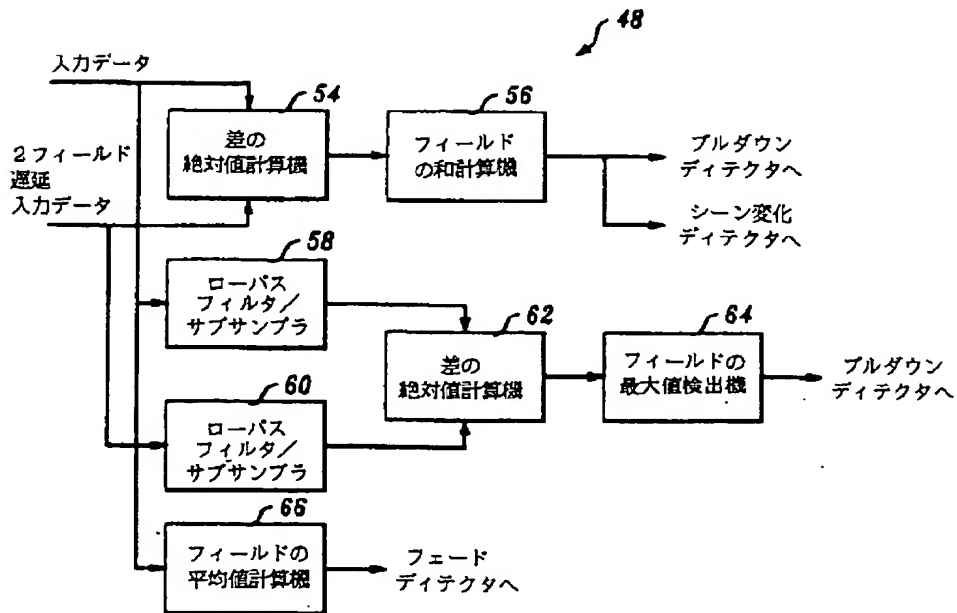 48
入力データ
54
差の
絶対値計算機
56
フィールド
の和計算機
プルダウン
ディテクタへ
シーン変化
ディテクタへ
2フィールド
遅延
入力データ
58
ローパス
フィルタ/
サブサンプラ
62
差の
絶対値計算機
64
フィールドの
最大値検出機
プルダウン
ディテクタへ
60
ローパス
フィルタ/
サブサンプラ
66
フィールドの
平均値計算機
フェード
ディテクタへ